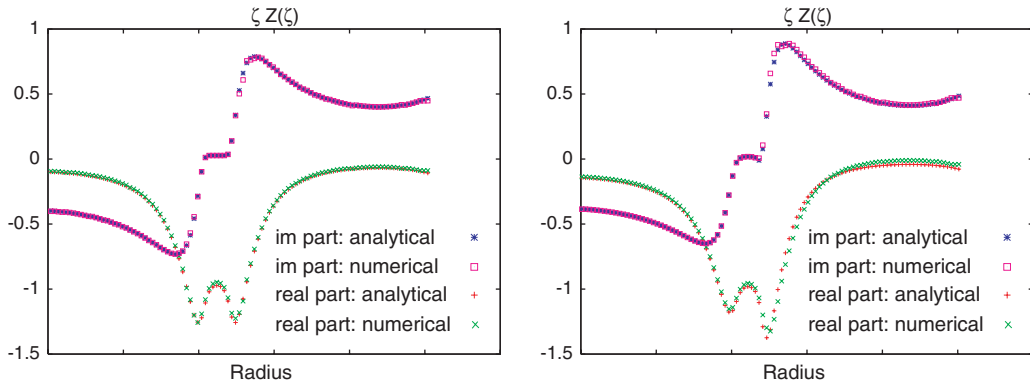 ζ Z(ζ)
1
0.5
0
-0.5
-1
-1.5
im part: analytical
im part: numerical
real part: analytical
real part: numerical
Radius
ζ Z(ζ)
1
0.5
0
-0.5
-1
-1.5
im part: analytical
im part: numerical
real part: analytical
real part: numerical
Radius